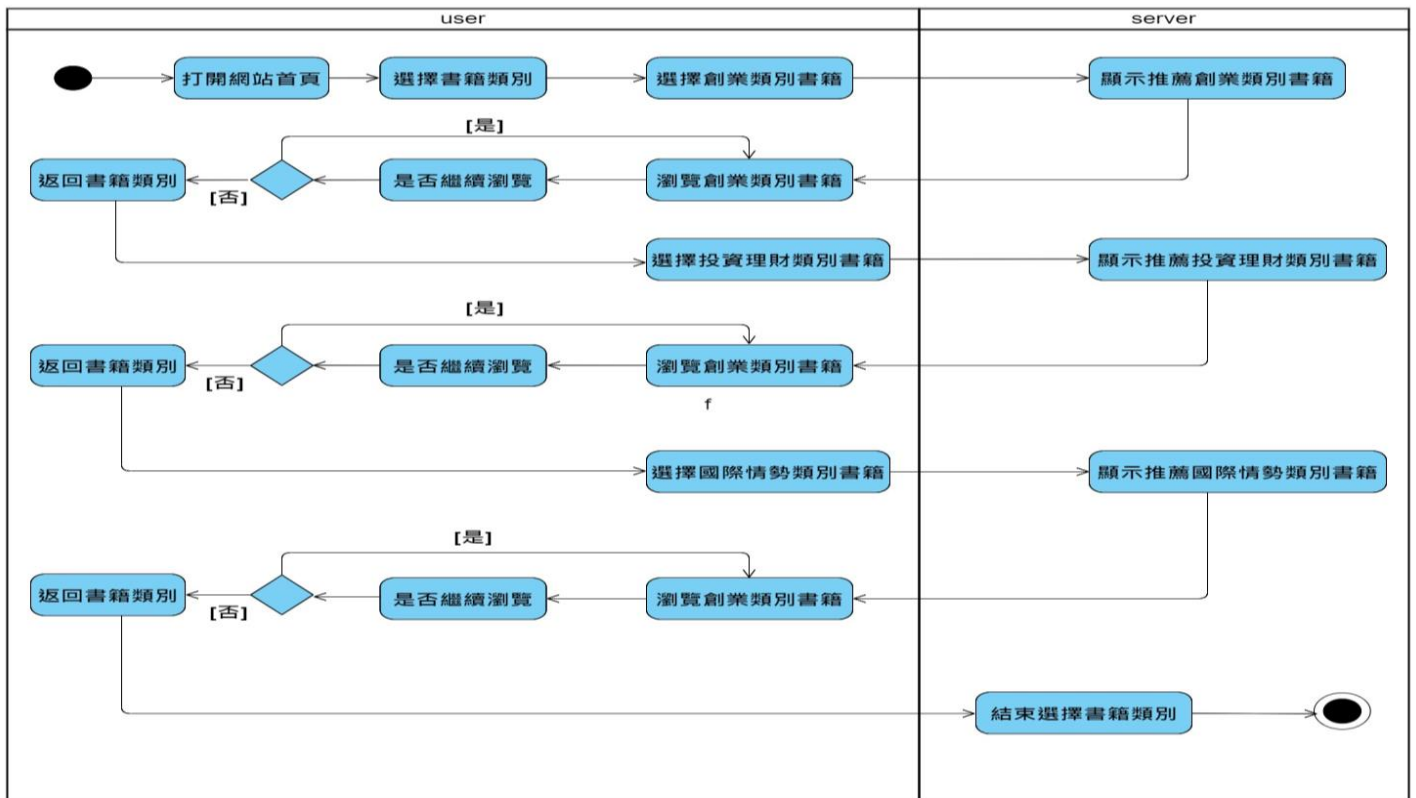 user
server
打開網站首頁
選擇書籍類別
選擇創業類別書籍
顯示推薦創業類別書籍
[是]
返回書籍類別
[否]
是否繼續瀏覽
瀏覽創業類別書籍
選擇投資理財類別書籍
顯示推薦投資理財類別書籍
[是]
返回書籍類別
[否]
是否繼續瀏覽
瀏覽創業類別書籍
f
選擇國際情勢類別書籍
顯示推薦國際情勢類別書籍
[是]
返回書籍類別
[否]
是否繼續瀏覽
瀏覽創業類別書籍
結束選擇書籍類別